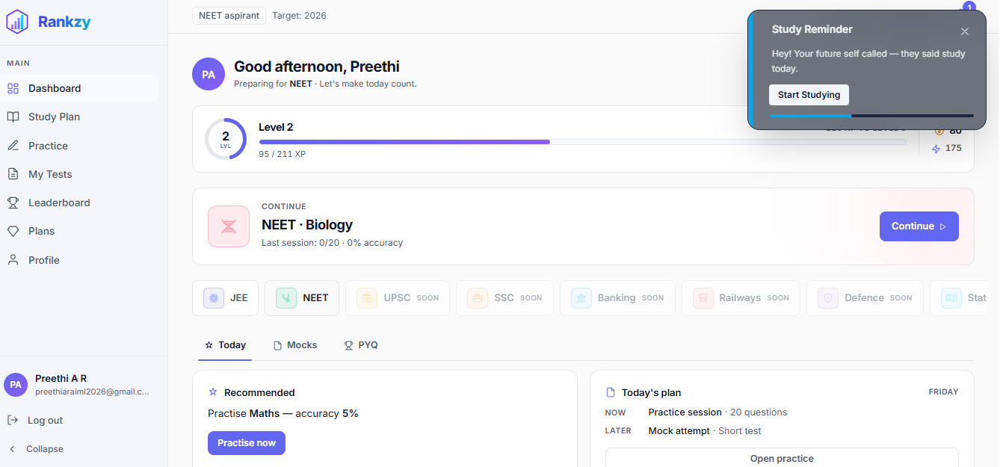 Rankzy
NEET aspirant
Target: 2026
1
MAIN
Dashboard
Study Plan
Practice
My Tests
Leaderboard
Plans
Profile
PA
Preethi A R
preethiaraiml2026@gmail.c...
Log out
Collapse
PA
Good afternoon, Preethi
Preparing for NEET · Let's make today count.
Study Reminder
Hey! Your future self called — they said study
today.
Start Studying
2
LVL
Level 2
95 / 211 XP
80
175
CONTINUE
NEET · Biology
Last session: 0/20 · 0% accuracy
Continue
JEE
NEET
UPSC SOON
SSC SOON
Banking SOON
Railways SOON
Defence SOON
Stat
Today
Mocks
PYQ
Recommended
Practise Maths — accuracy 5%
Practise now
Today's plan
FRIDAY
NOW Practice session · 20 questions
LATER Mock attempt · Short test
Open practice